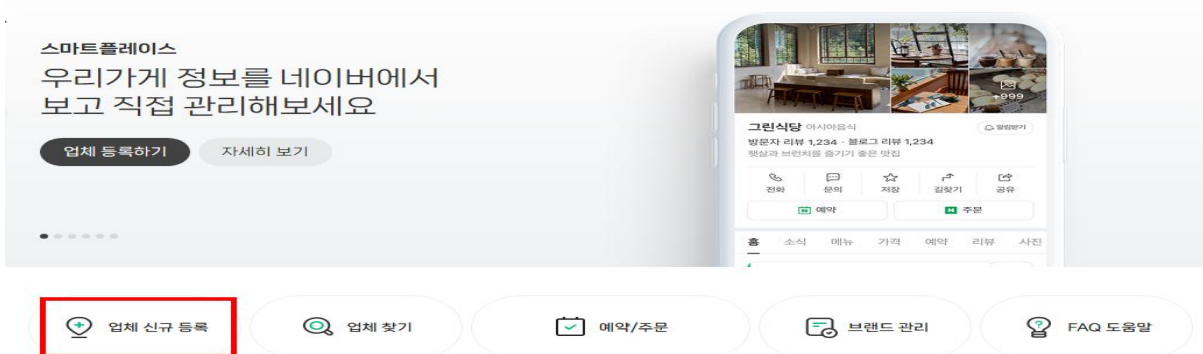 스마트플레이스
우리가게 정보를 네이버에서
보고 직접 관리해보세요
업체 등록하기
자세히 보기
+999
그린식당 아시아음식
알림받기
방문자 리뷰 1,234 · 블로그 리뷰 1,234
햇살과 브런치를 즐기기 좋은 맛집
전화 문의 저장 길찾기 공유
N 예약
N 주문
홈 소식 메뉴 가격 예약 리뷰 사진
업체 신규 등록 업체 찾기 예약/주문 브랜드 관리 FAQ 도움말